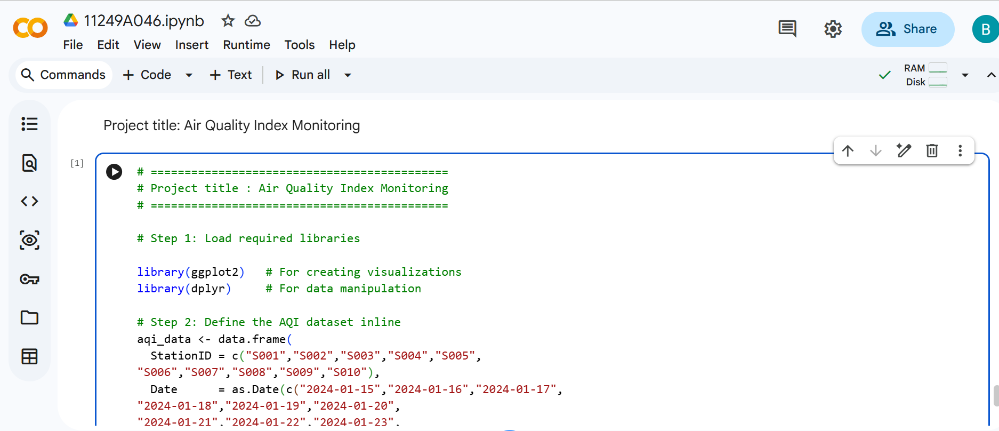 11249A046.ipynb
File Edit View Insert Runtime Tools Help
Share
B
Commands + Code + Text Run all
RAM
Disk
Project title: Air Quality Index Monitoring
[1]
# ============================================
# Project title : Air Quality Index Monitoring
# ============================================
# Step 1: Load required libraries
library(ggplot2)   # For creating visualizations
library(dplyr)     # For data manipulation
# Step 2: Define the AQI dataset inline
aqi_data <- data.frame(
  StationID = c("S001","S002","S003","S004","S005",
"S006","S007","S008","S009","S010"),
  Date      = as.Date(c("2024-01-15","2024-01-16","2024-01-17",
"2024-01-18","2024-01-19","2024-01-20",
"2024-01-21","2024-01-22","2024-01-23",